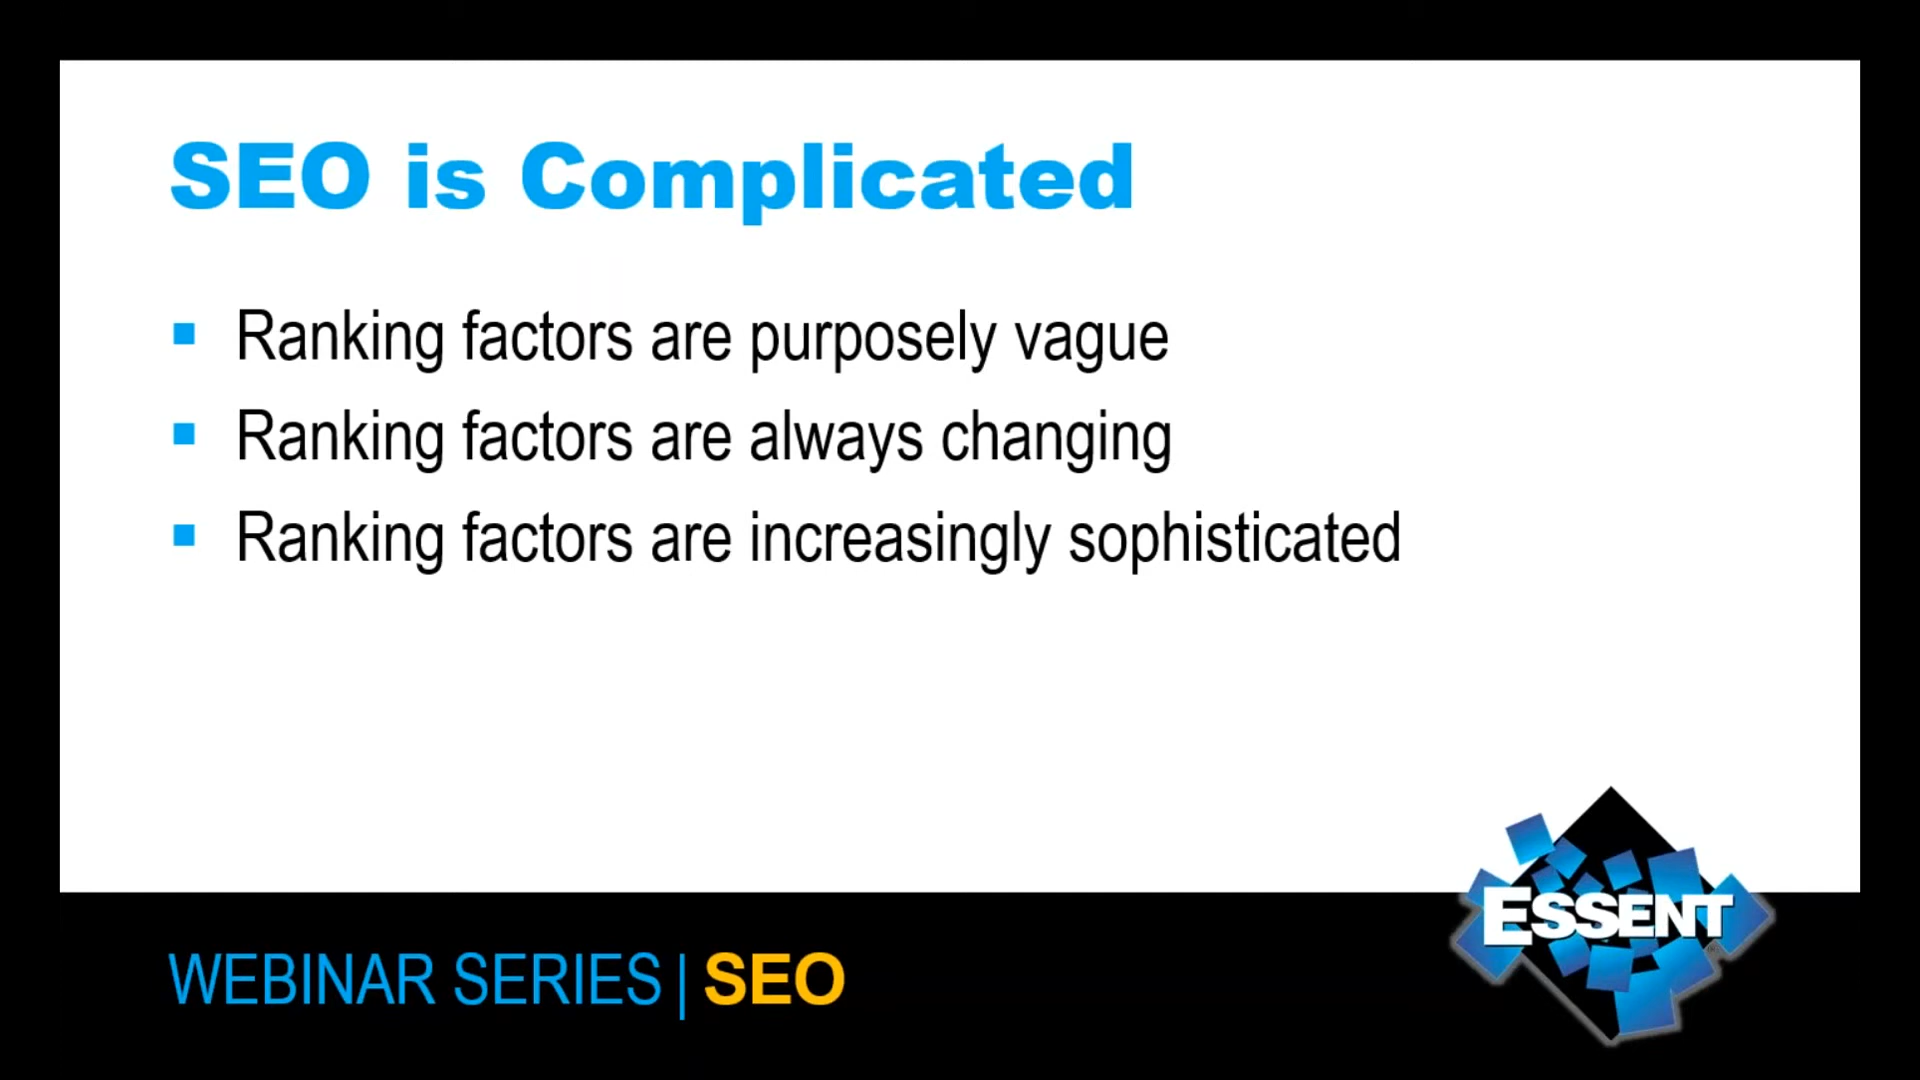 SEO is Complicated
Ranking factors are purposely vague
Ranking factors are always changing
Ranking factors are increasingly sophisticated
ESSENT
WEBINAR SERIES | SEO